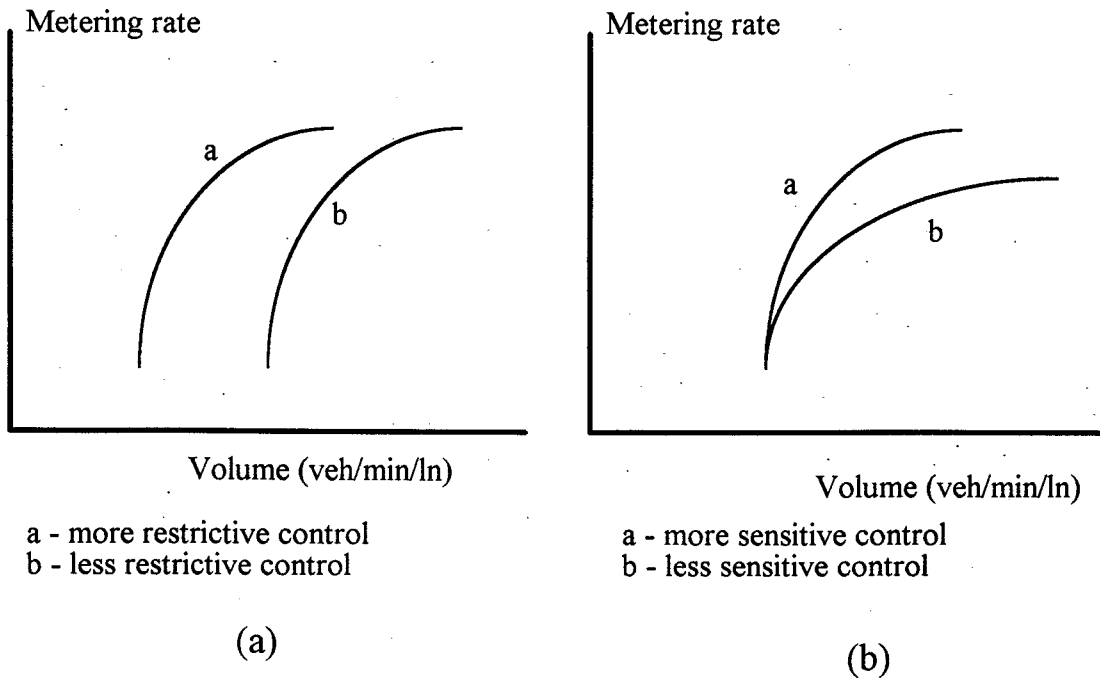 Metering rate
a
b
Volume (veh/min/ln)
a - more restrictive control
b - less restrictive control
(a)
Metering rate
a
b
Volume (veh/min/ln)
a - more sensitive control
b - less sensitive control
(b)